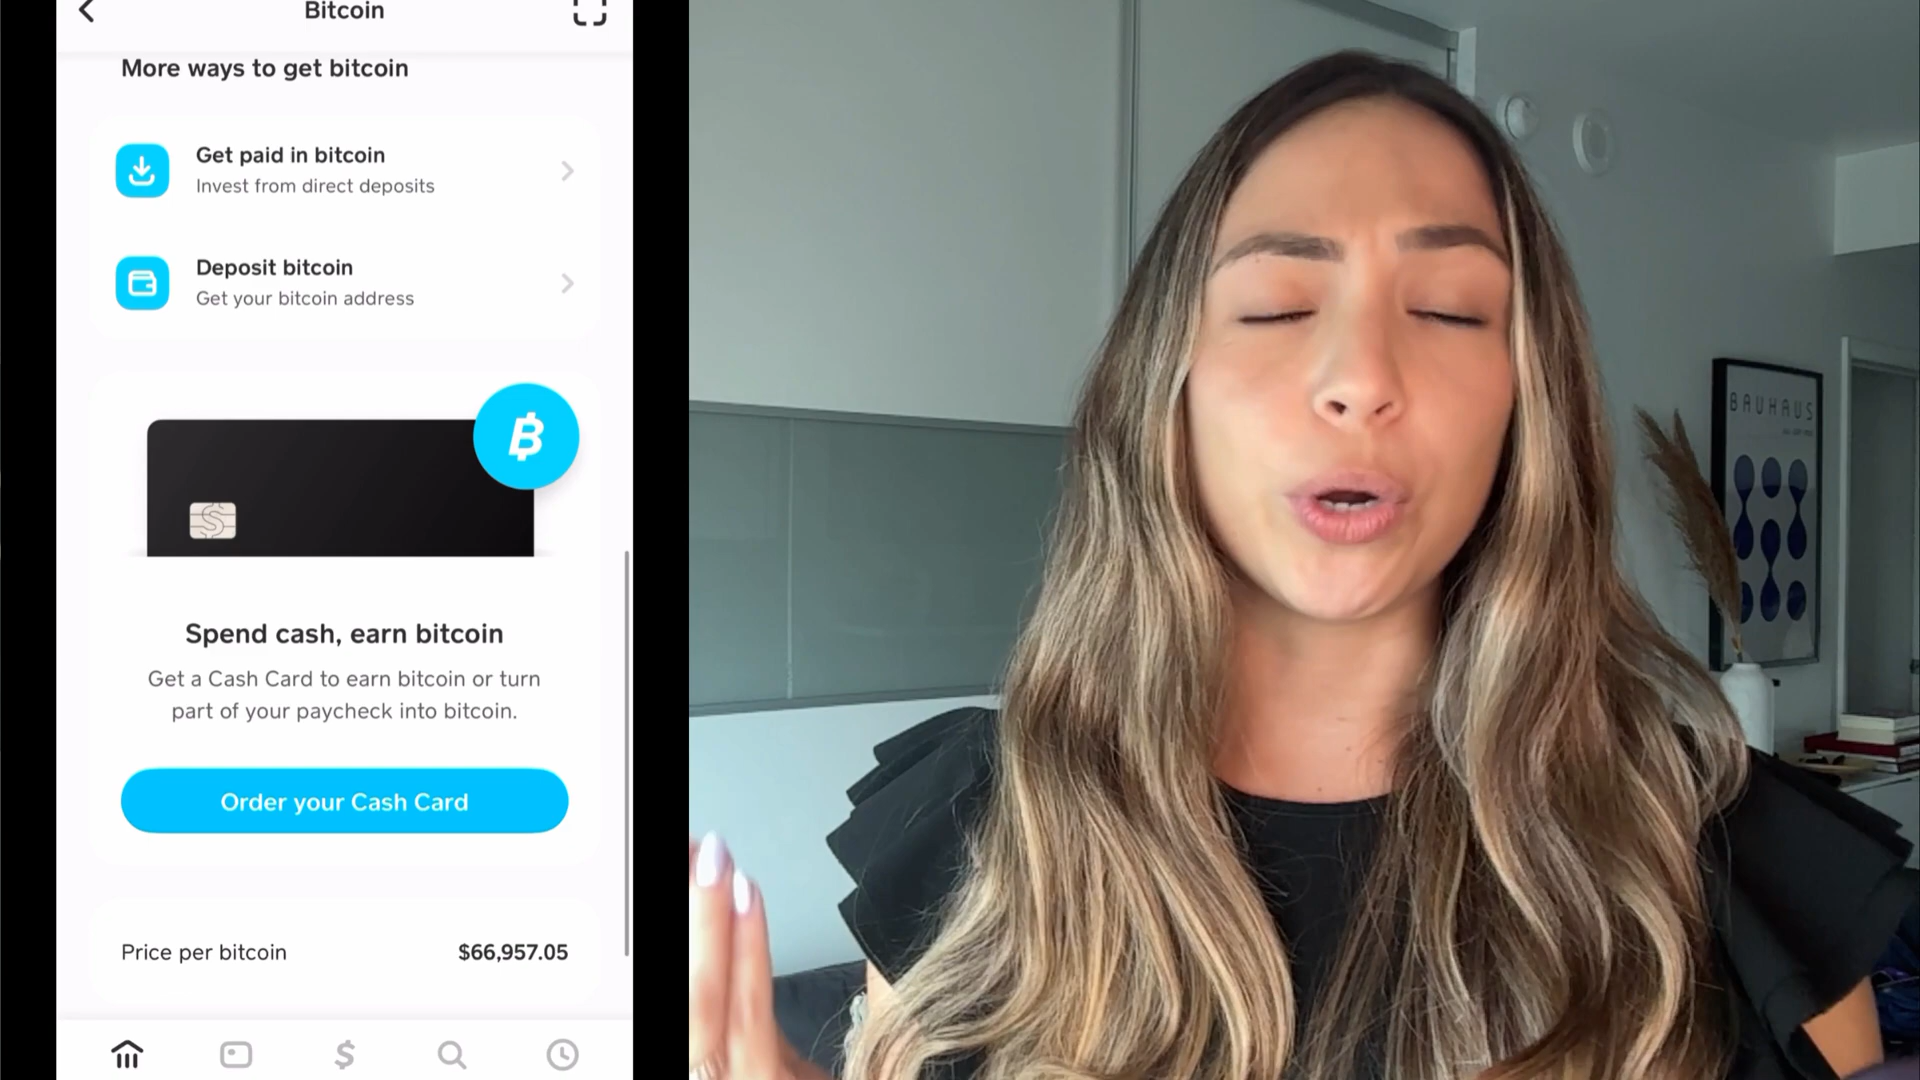 Bitcoin
More ways to get bitcoin
Get paid in bitcoin
Invest from direct deposits
Deposit bitcoin
Get your bitcoin address
Spend cash, earn bitcoin
Get a Cash Card to earn bitcoin or turn
part of your paycheck into bitcoin.
Order your Cash Card
Price per bitcoin
$66,957.05
BAUHAUS